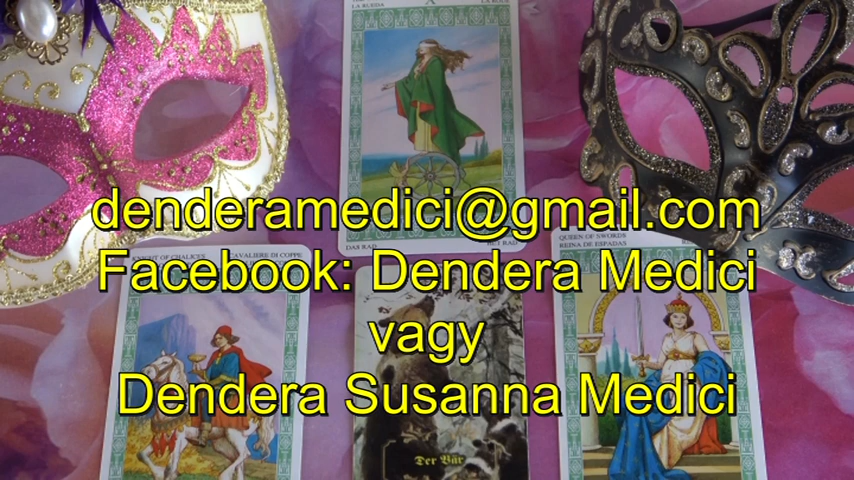 LA RUEDA
LA ROUE
denderamedici@gmail.com
DAS RAD
HET RAD
QUEEN OF SWORDS
REINA DE ESPADAS
KNIGHT OF CHALICES
CAVALIERE DI COPPE
Facebook: Dendera Medici
vagy
Dendera Susanna Medici
Der Bär